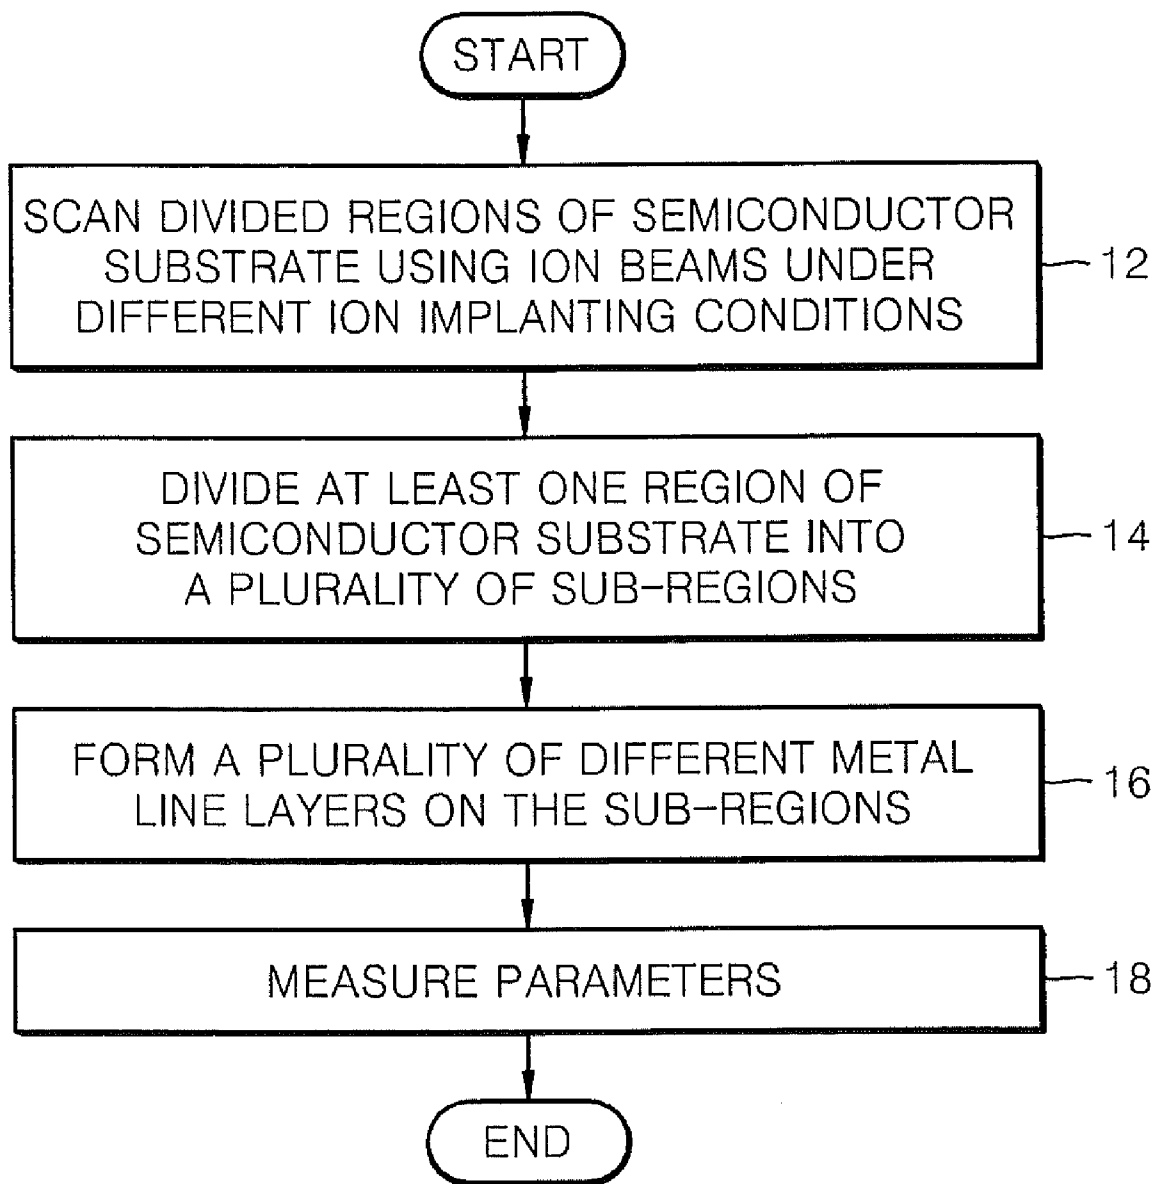 START
SCAN DIVIDED REGIONS OF SEMICONDUCTOR
SUBSTRATE USING ION BEAMS UNDER
DIFFERENT ION IMPLANTING CONDITIONS
12
DIVIDE AT LEAST ONE REGION OF
SEMICONDUCTOR SUBSTRATE INTO
A PLURALITY OF SUB-REGIONS
14
FORM A PLURALITY OF DIFFERENT METAL
LINE LAYERS ON THE SUB-REGIONS
16
MEASURE PARAMETERS
18
END